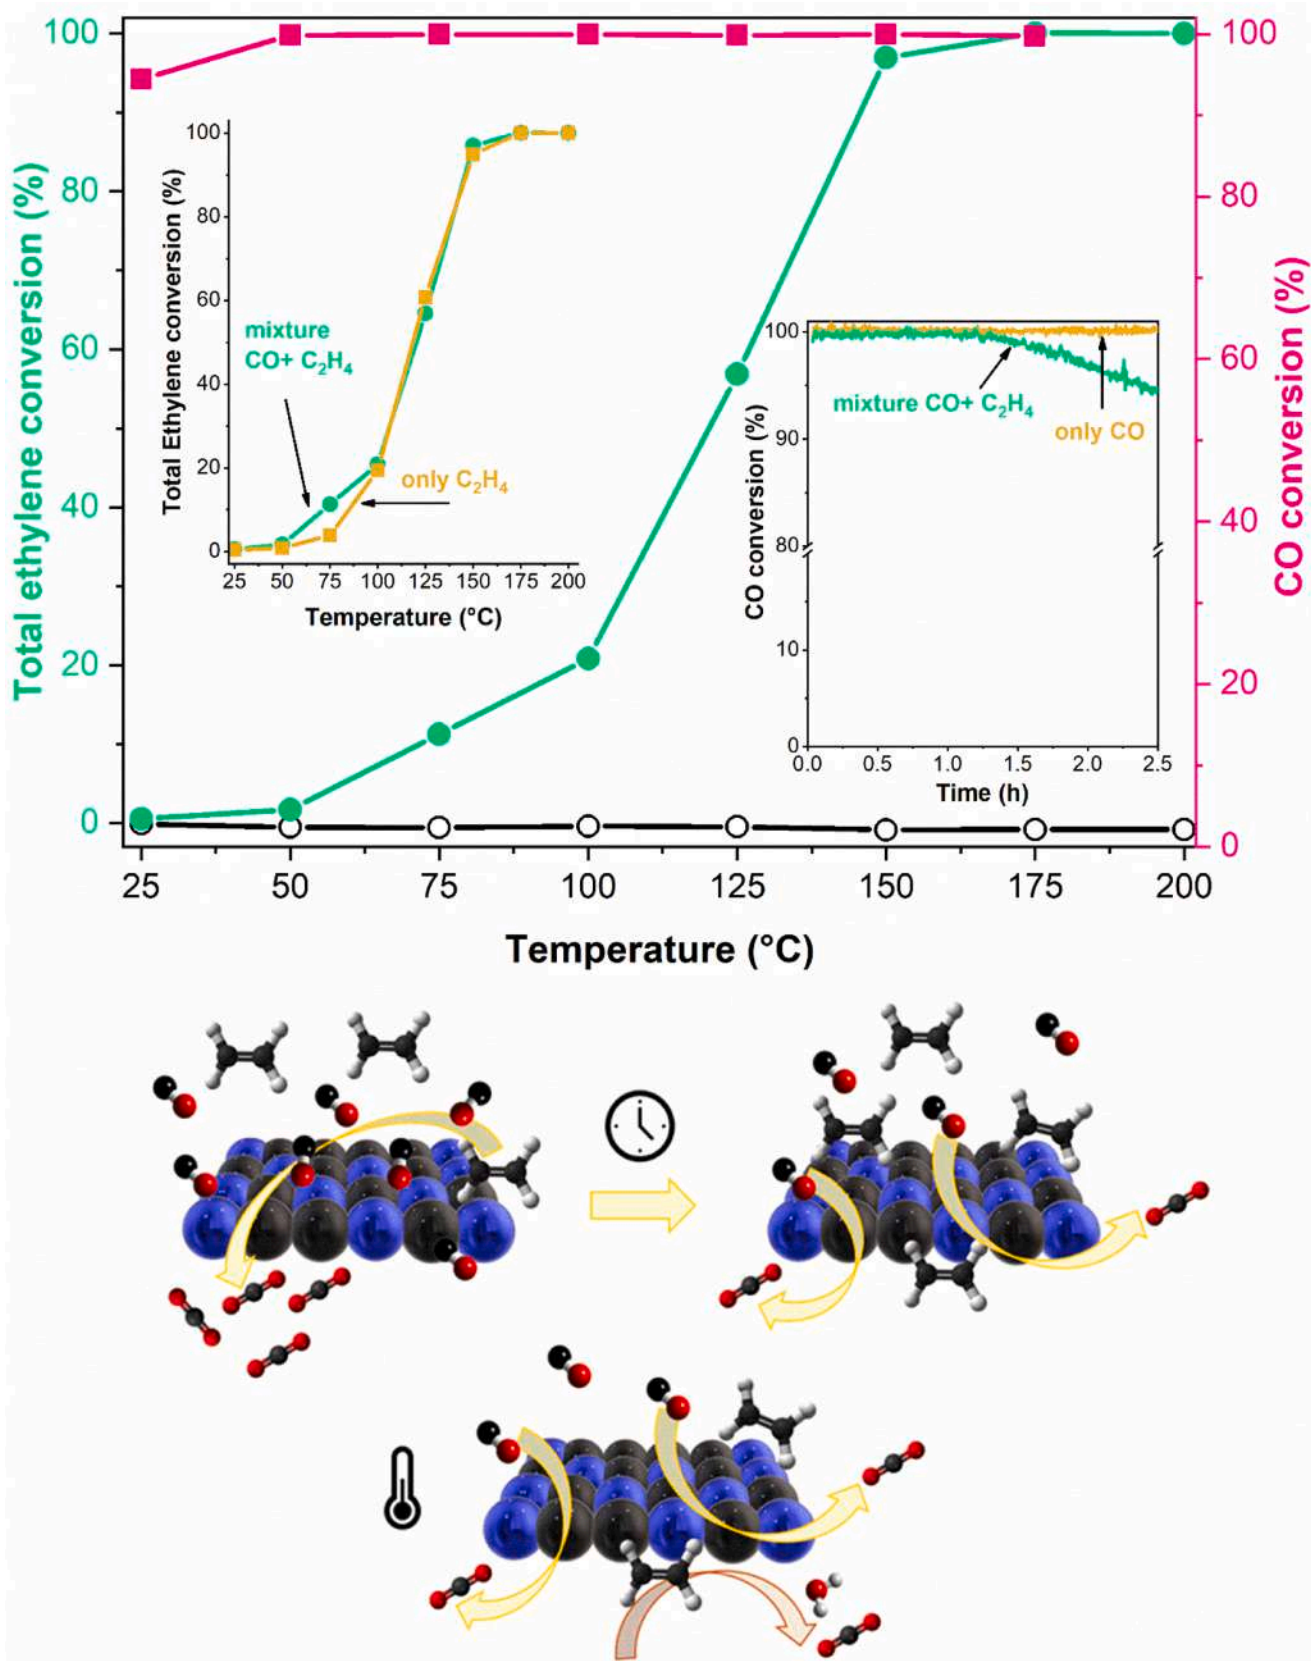 Total ethylene conversion (%)
100
80
60
40
20
0
CO conversion (%)
100
80
60
40
20
0
25 50 75 100 125 150 175 200
Temperature (°C)
Total Ethylene conversion (%)
100
80
60
40
20
0
mixture
CO+ C₂H₄
only C₂H₄
25 50 75 100 125 150 175 200
Temperature (°C)
CO conversion (%)
100
90
80
10
0
mixture CO+ C₂H₄
only CO
0.0 0.5 1.0 1.5 2.0 2.5
Time (h)